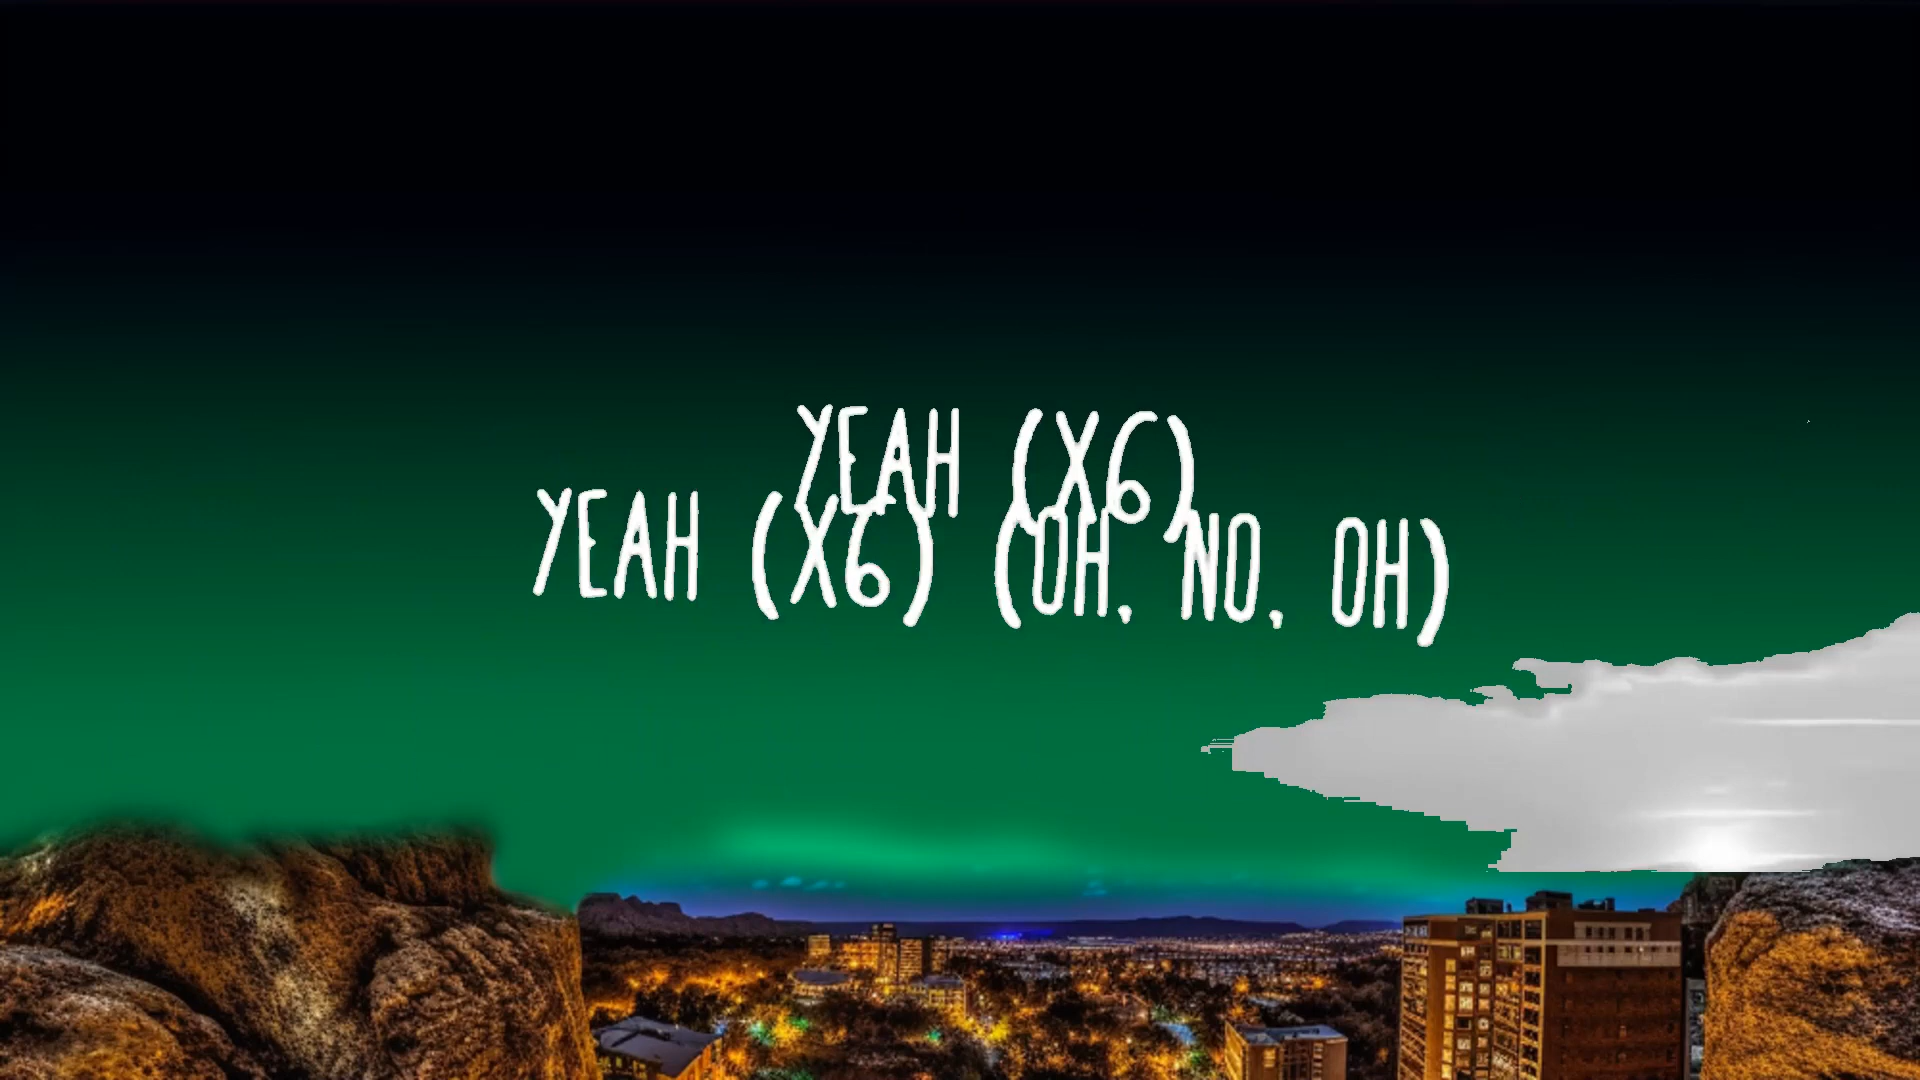 YEAH (X6)
YEAH (X6) (OH, NO, OH)